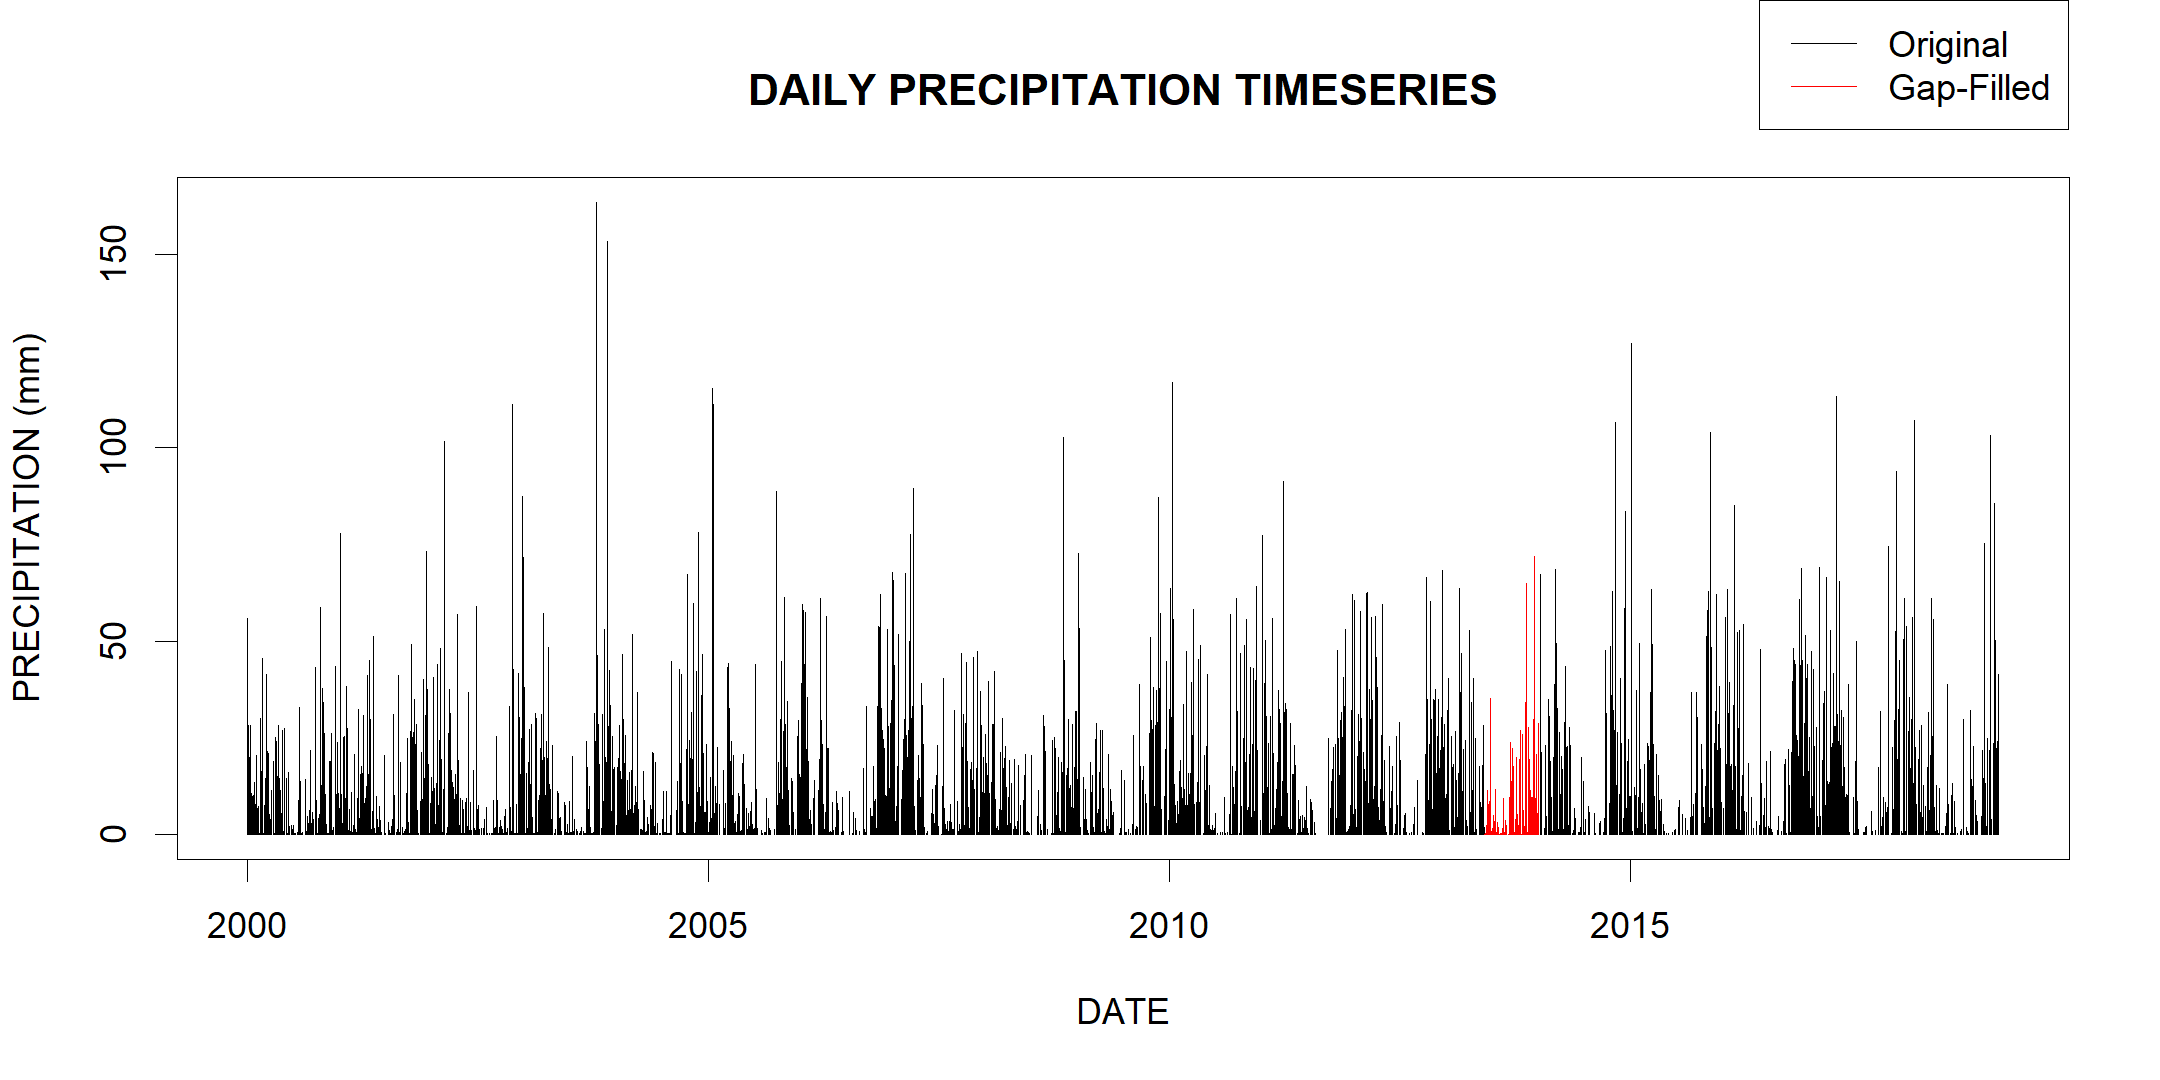 Original
Gap-Filled
DAILY PRECIPITATION TIMESERIES
PRECIPITATION (mm)
150
100
50
0
2000 2005 2010 2015
DATE